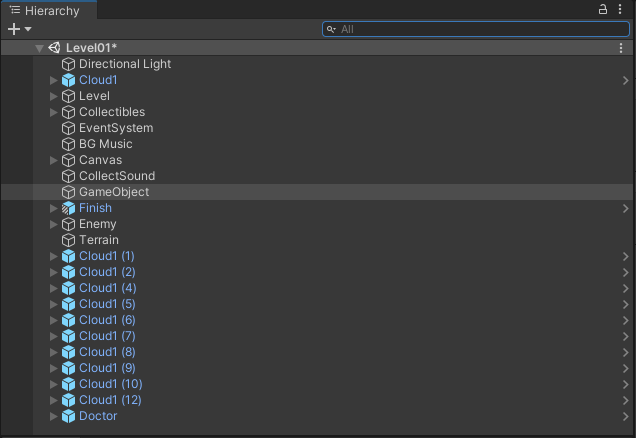 Hierarchy
All
Level01*
Directional Light
Cloud1
Level
Collectibles
EventSystem
BG Music
Canvas
CollectSound
GameObject
Finish
Enemy
Terrain
Cloud1 (1)
Cloud1 (2)
Cloud1 (4)
Cloud1 (5)
Cloud1 (6)
Cloud1 (7)
Cloud1 (8)
Cloud1 (9)
Cloud1 (10)
Cloud1 (12)
Doctor